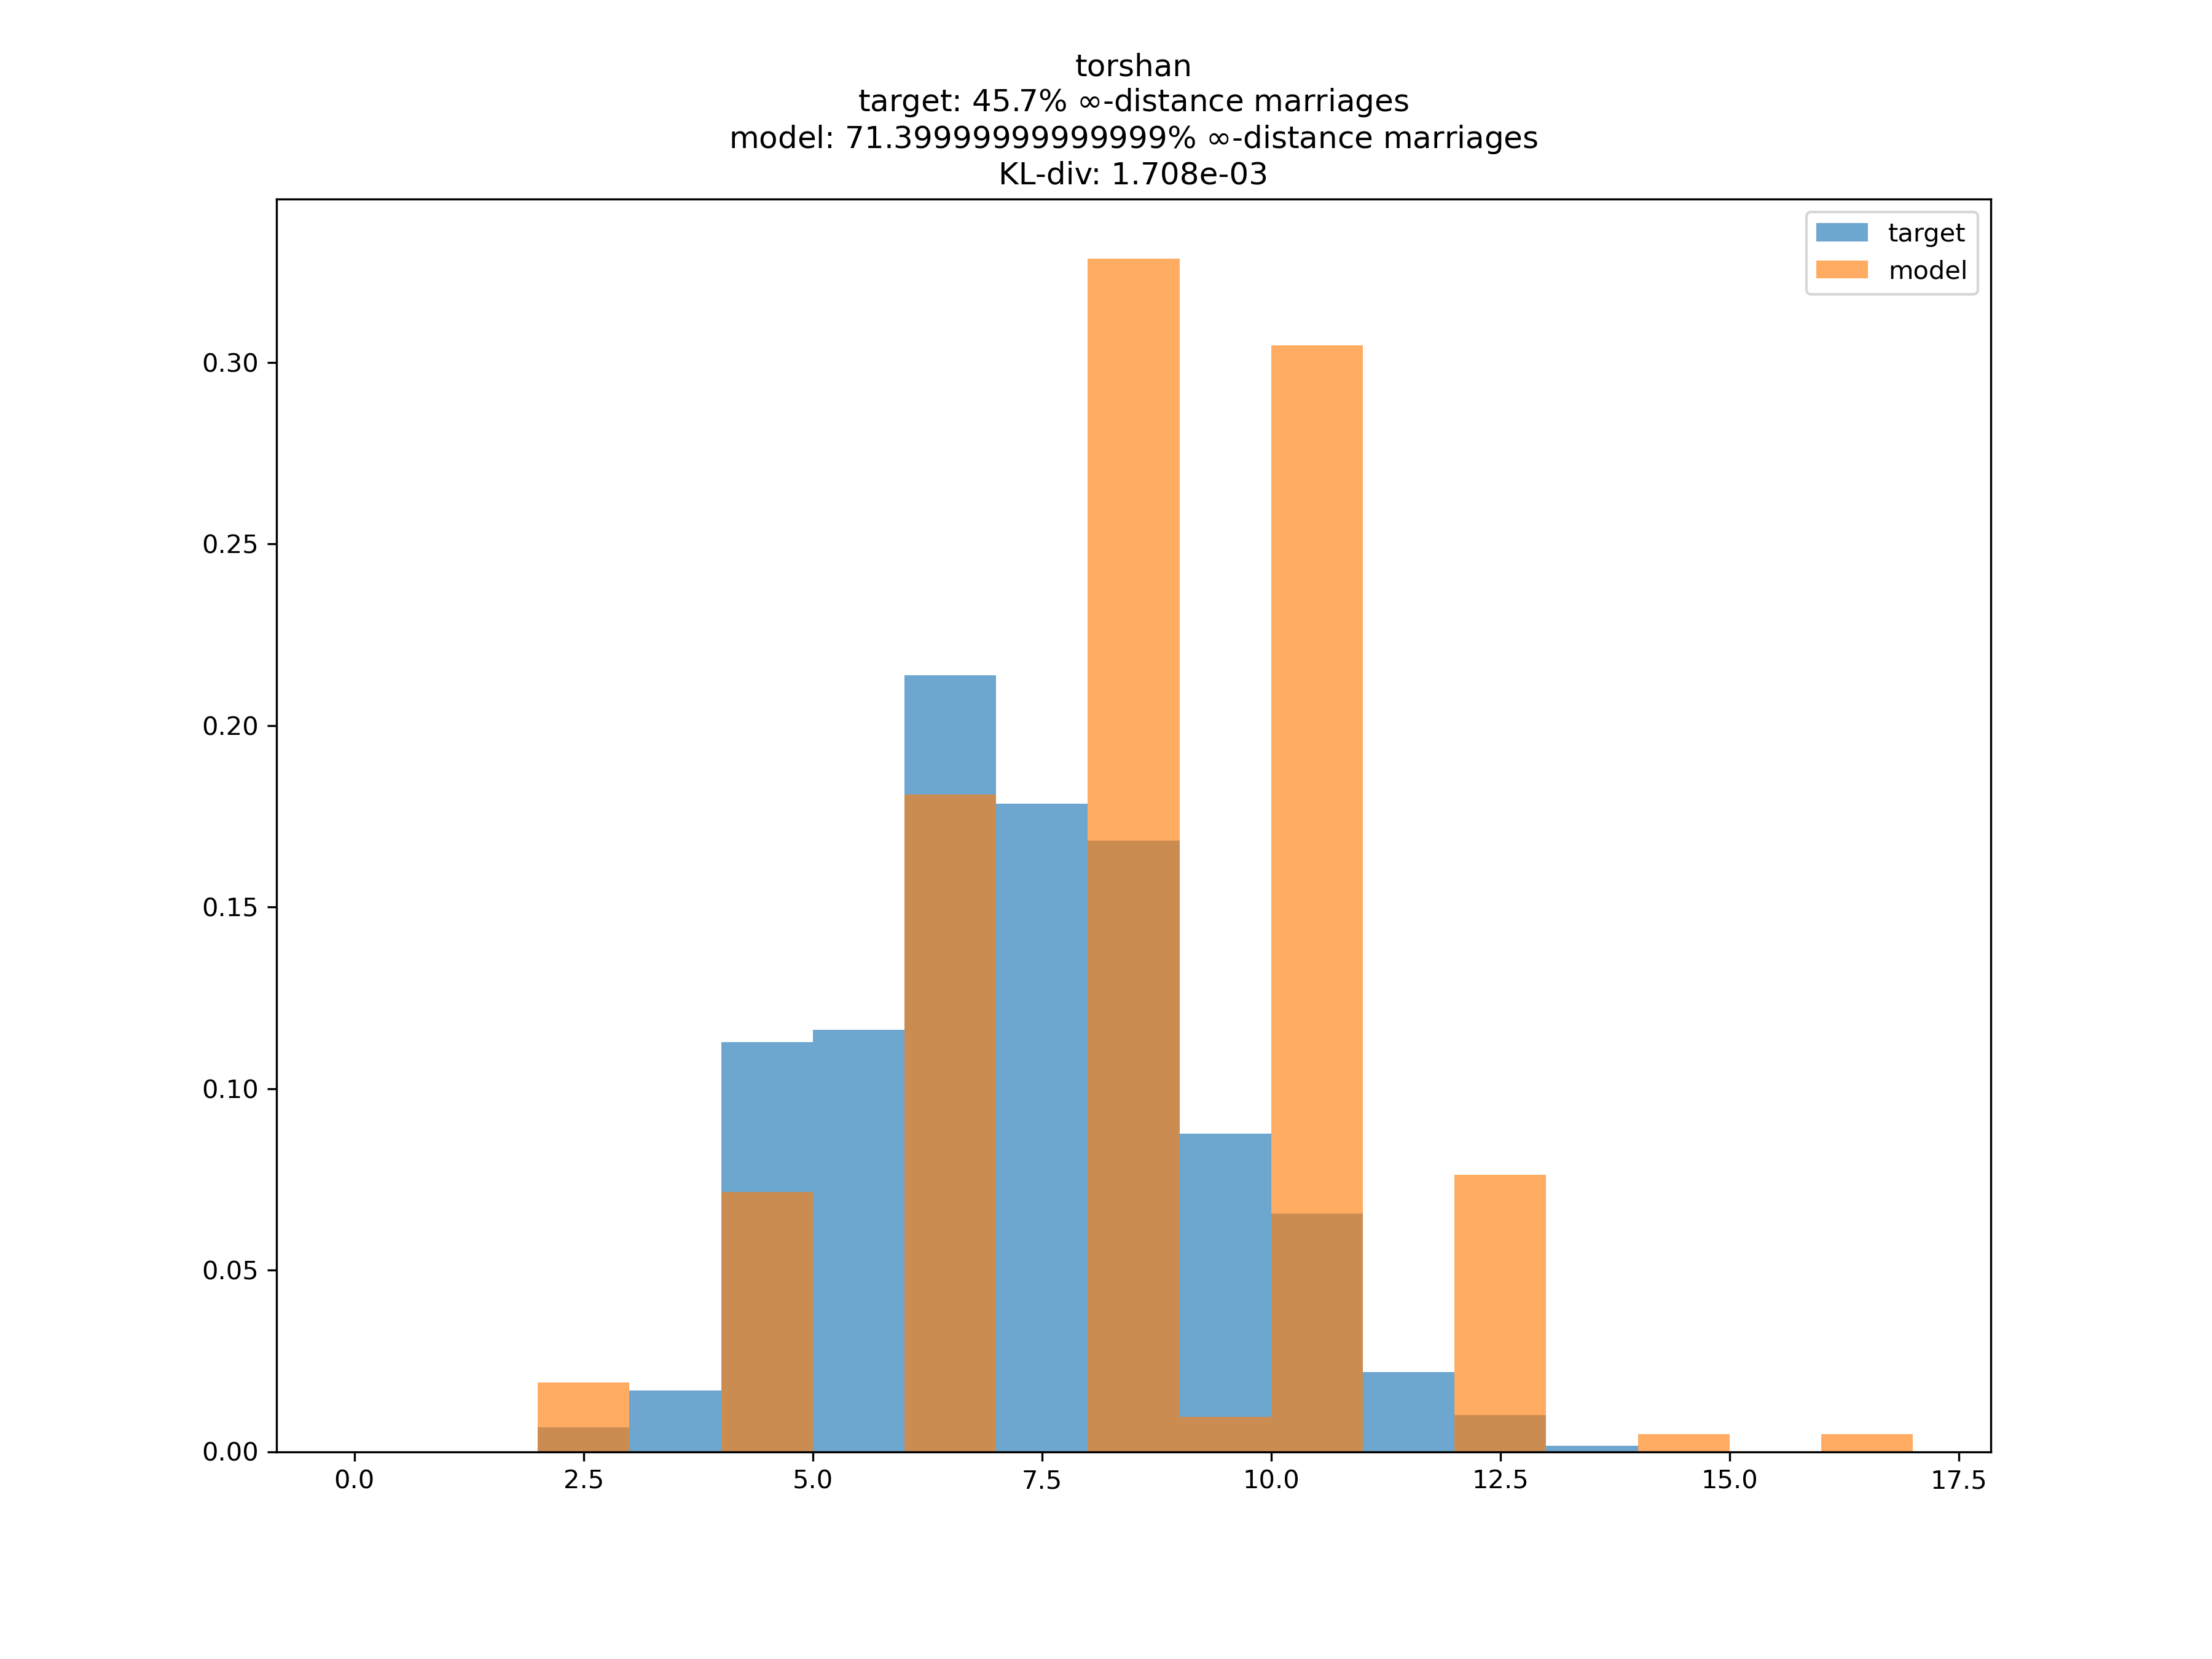 torshan
target: 45.7% ∞-distance marriages
model: 71.39999999999999% ∞-distance marriages
KL-div: 1.708e-03
target
model
0.30
0.25
0.20
0.15
0.10
0.05
0.00
0.0 2.5 5.0 7.5 10.0 12.5 15.0 17.5